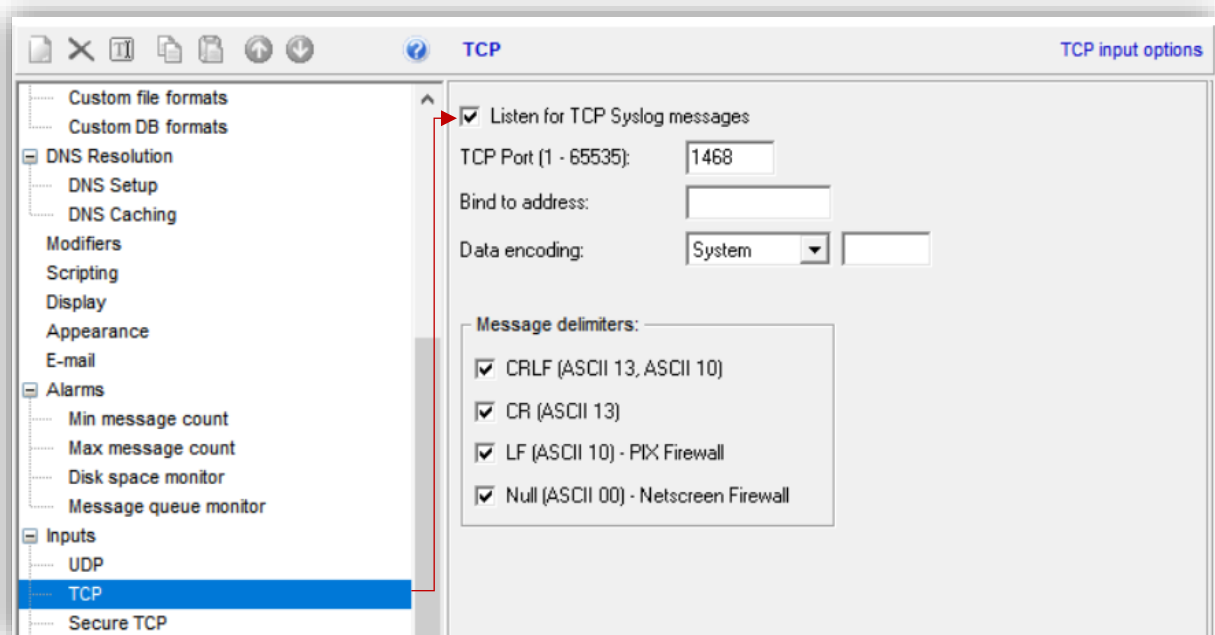 TCP
TCP input options
Custom file formats
Custom DB formats
DNS Resolution
DNS Setup
DNS Caching
Modifiers
Scripting
Display
Appearance
E-mail
Alarms
Min message count
Max message count
Disk space monitor
Message queue monitor
Inputs
UDP
TCP
Secure TCP
Listen for TCP Syslog messages
TCP Port (1 - 65535): 1468
Bind to address:
Data encoding: System
Message delimiters:
CRLF (ASCII 13, ASCII 10)
CR (ASCII 13)
LF (ASCII 10) - PIX Firewall
Null (ASCII 00) - Netscreen Firewall